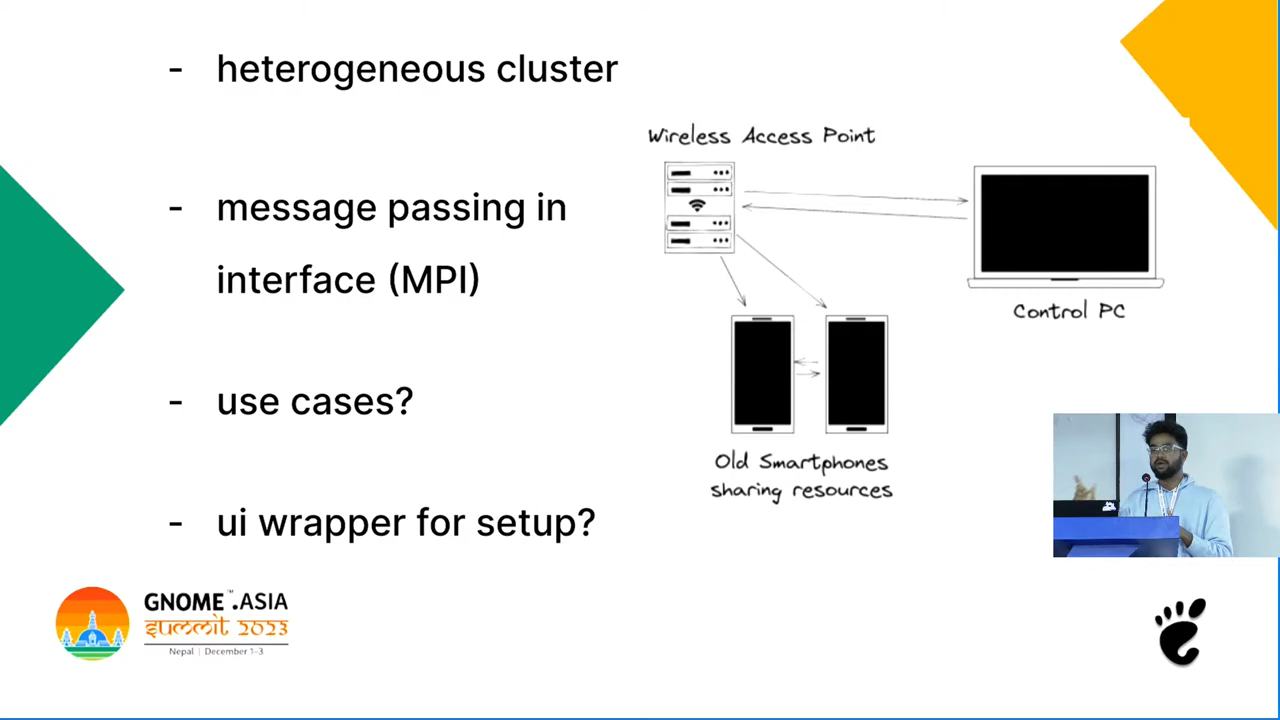 - heterogeneous cluster
- message passing in
interface (MPI)
- use cases?
- ui wrapper for setup?
Wireless Access Point
Control PC
Old Smartphones
sharing resources
GNOME™.ASIA
summit 2023
Nepal | December 1-3